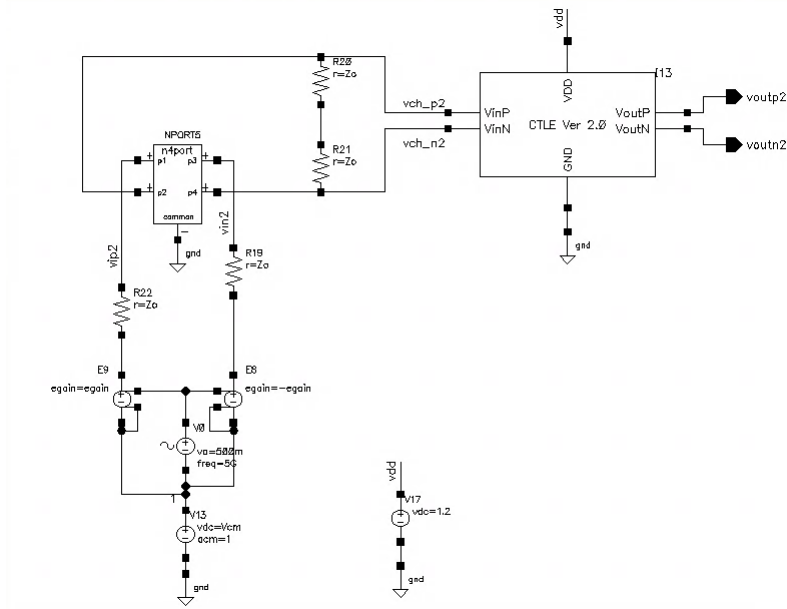 vdd
R20
r=Zo
I13
vch_p2
VinP
VDD
VoutP
voutp2
CTLE Ver 2.0
vch_n2
VinN
VoutN
voutn2
GND
gnd
NPORT5
n4port
p1
p3
p2
p4
common
gnd
R21
r=Zo
vip2
vin2
R19
r=Zo
R22
r=Zo
E9
egain=egain
E8
egain=-egain
V0
va=500m
freq=5G
1
V13
vdc=Vcm
acm=1
gnd
vdd
V17
vdc=1.2
gnd